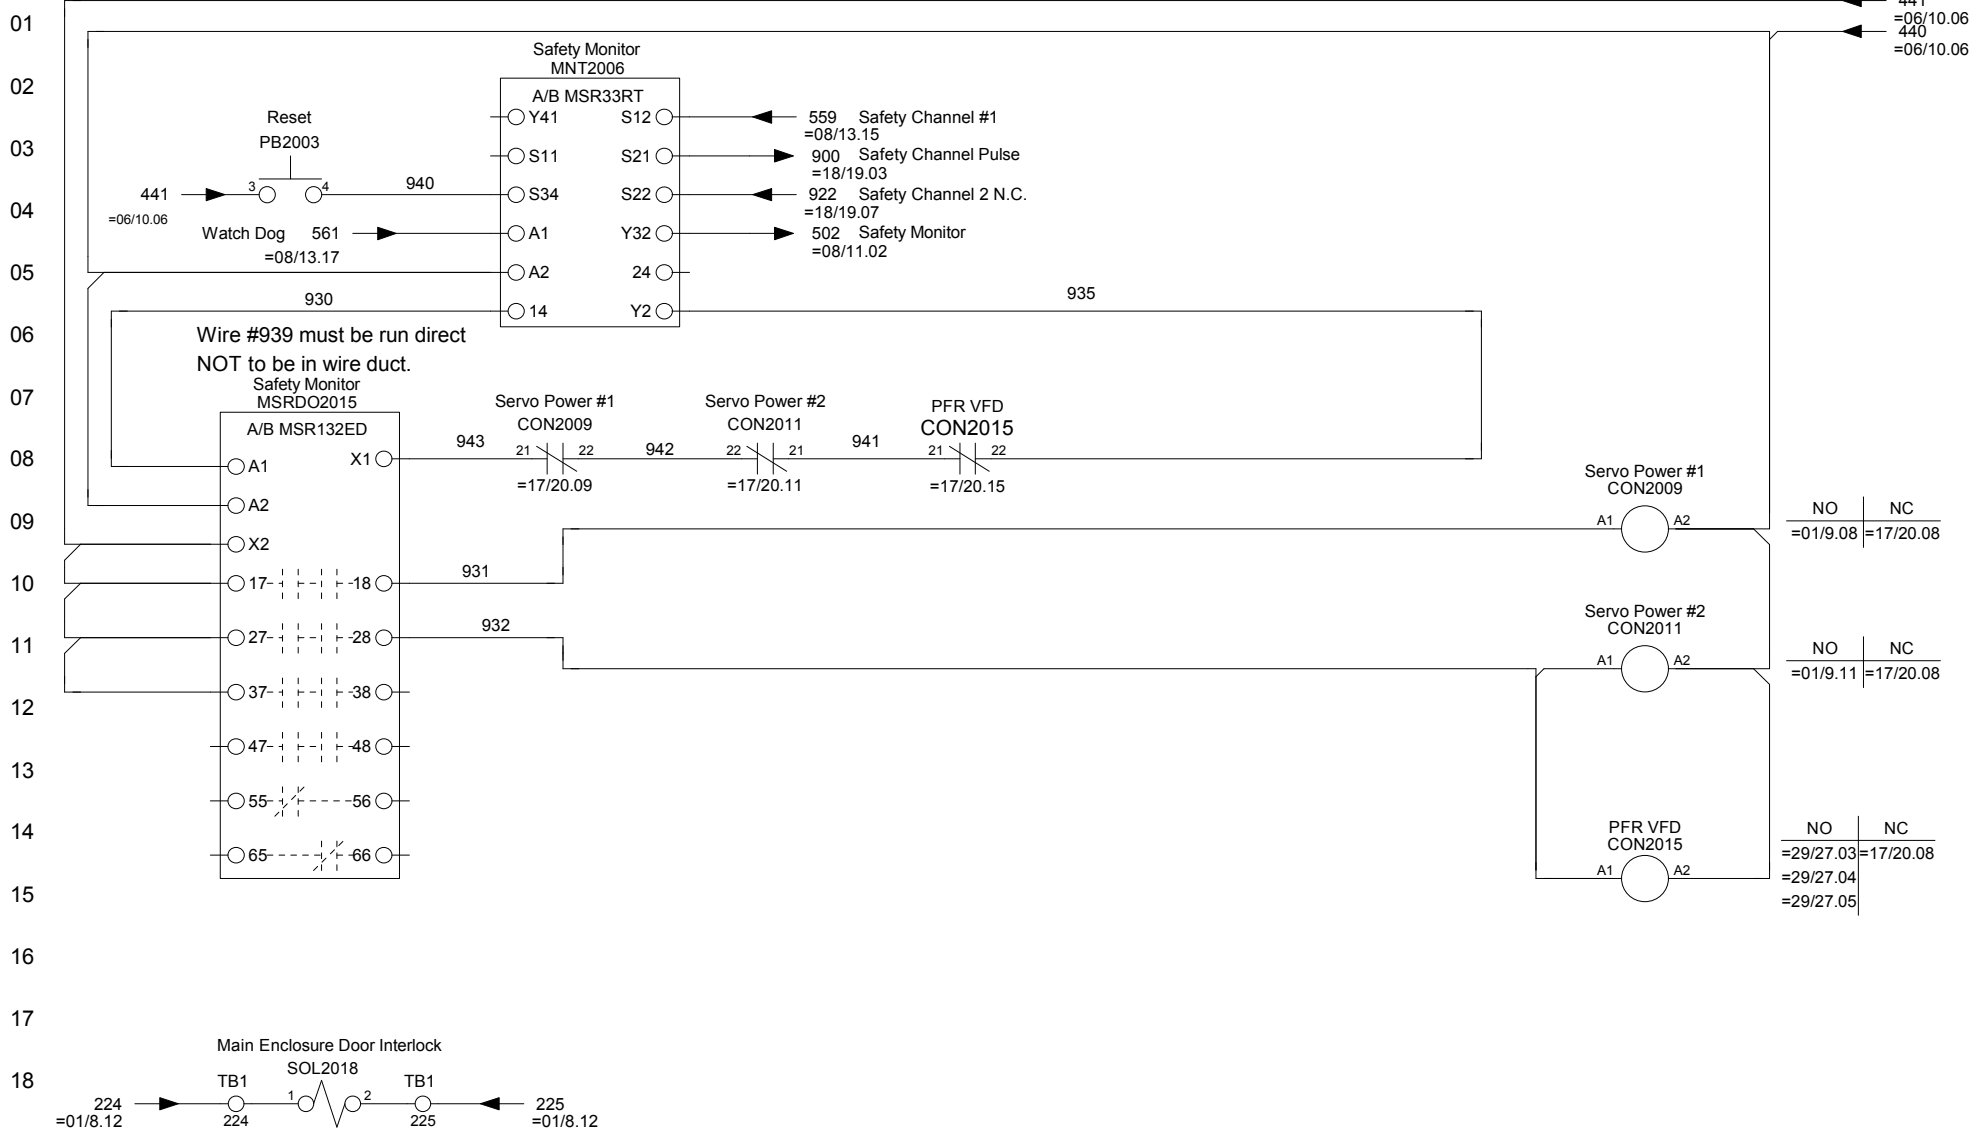 441
=06/10.06
01
440
=06/10.06
Safety Monitor
MNT2006
02
A/B MSR33RT
Reset
Y41 S12 559 Safety Channel #1
=08/13.15
PB2003
03
S11 S21 900 Safety Channel Pulse
=18/19.03
441 3 4 940 S34 S22 922 Safety Channel 2 N.C.
=06/10.06
=18/19.07
04
Watch Dog 561 A1 Y32 502 Safety Monitor
=08/13.17
=08/11.02
05
A2 24
930 935
14 Y2
06
Wire #939 must be run direct
NOT to be in wire duct.
Safety Monitor
MSRDO2015
07
Servo Power #1
CON2009
Servo Power #2
CON2011
PFR VFD
CON2015
A/B MSR132ED
08
A1 X1 943 21 22 942 22 21 941 21 22
=17/20.09 =17/20.11 =17/20.15
Servo Power #1
CON2009
A2
09
A1 A2
NO NC
=01/9.08 =17/20.08
X2
10
17 18 931
Servo Power #2
CON2011
11
27 28 932
A1 A2
NO NC
=01/9.11 =17/20.08
12
37 38
47 48
13
55 56
14
65 66
PFR VFD
CON2015
A1 A2
NO NC
=29/27.03 =17/20.08
=29/27.04
=29/27.05
15
16
17
Main Enclosure Door Interlock
SOL2018
18
TB1 TB1
224 1 2 225
=01/8.12 224 225 =01/8.12